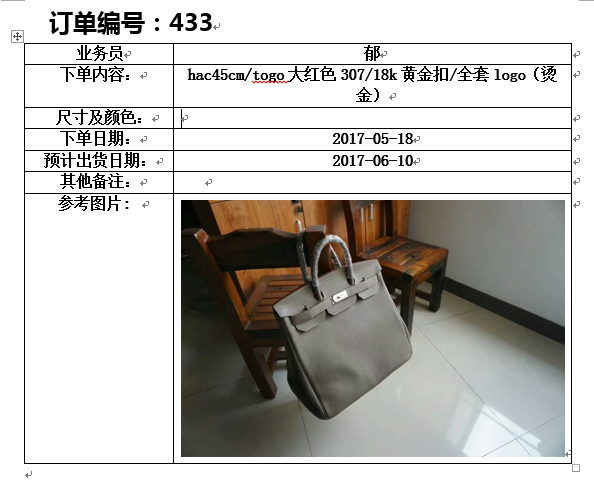 订单编号：433
业务员
郁
下单内容：
hac45cm/togo大红色307/18k黄金扣/全套logo（烫
金）
尺寸及颜色：
下单日期：
2017-05-18
预计出货日期：
2017-06-10
其他备注：
参考图片：